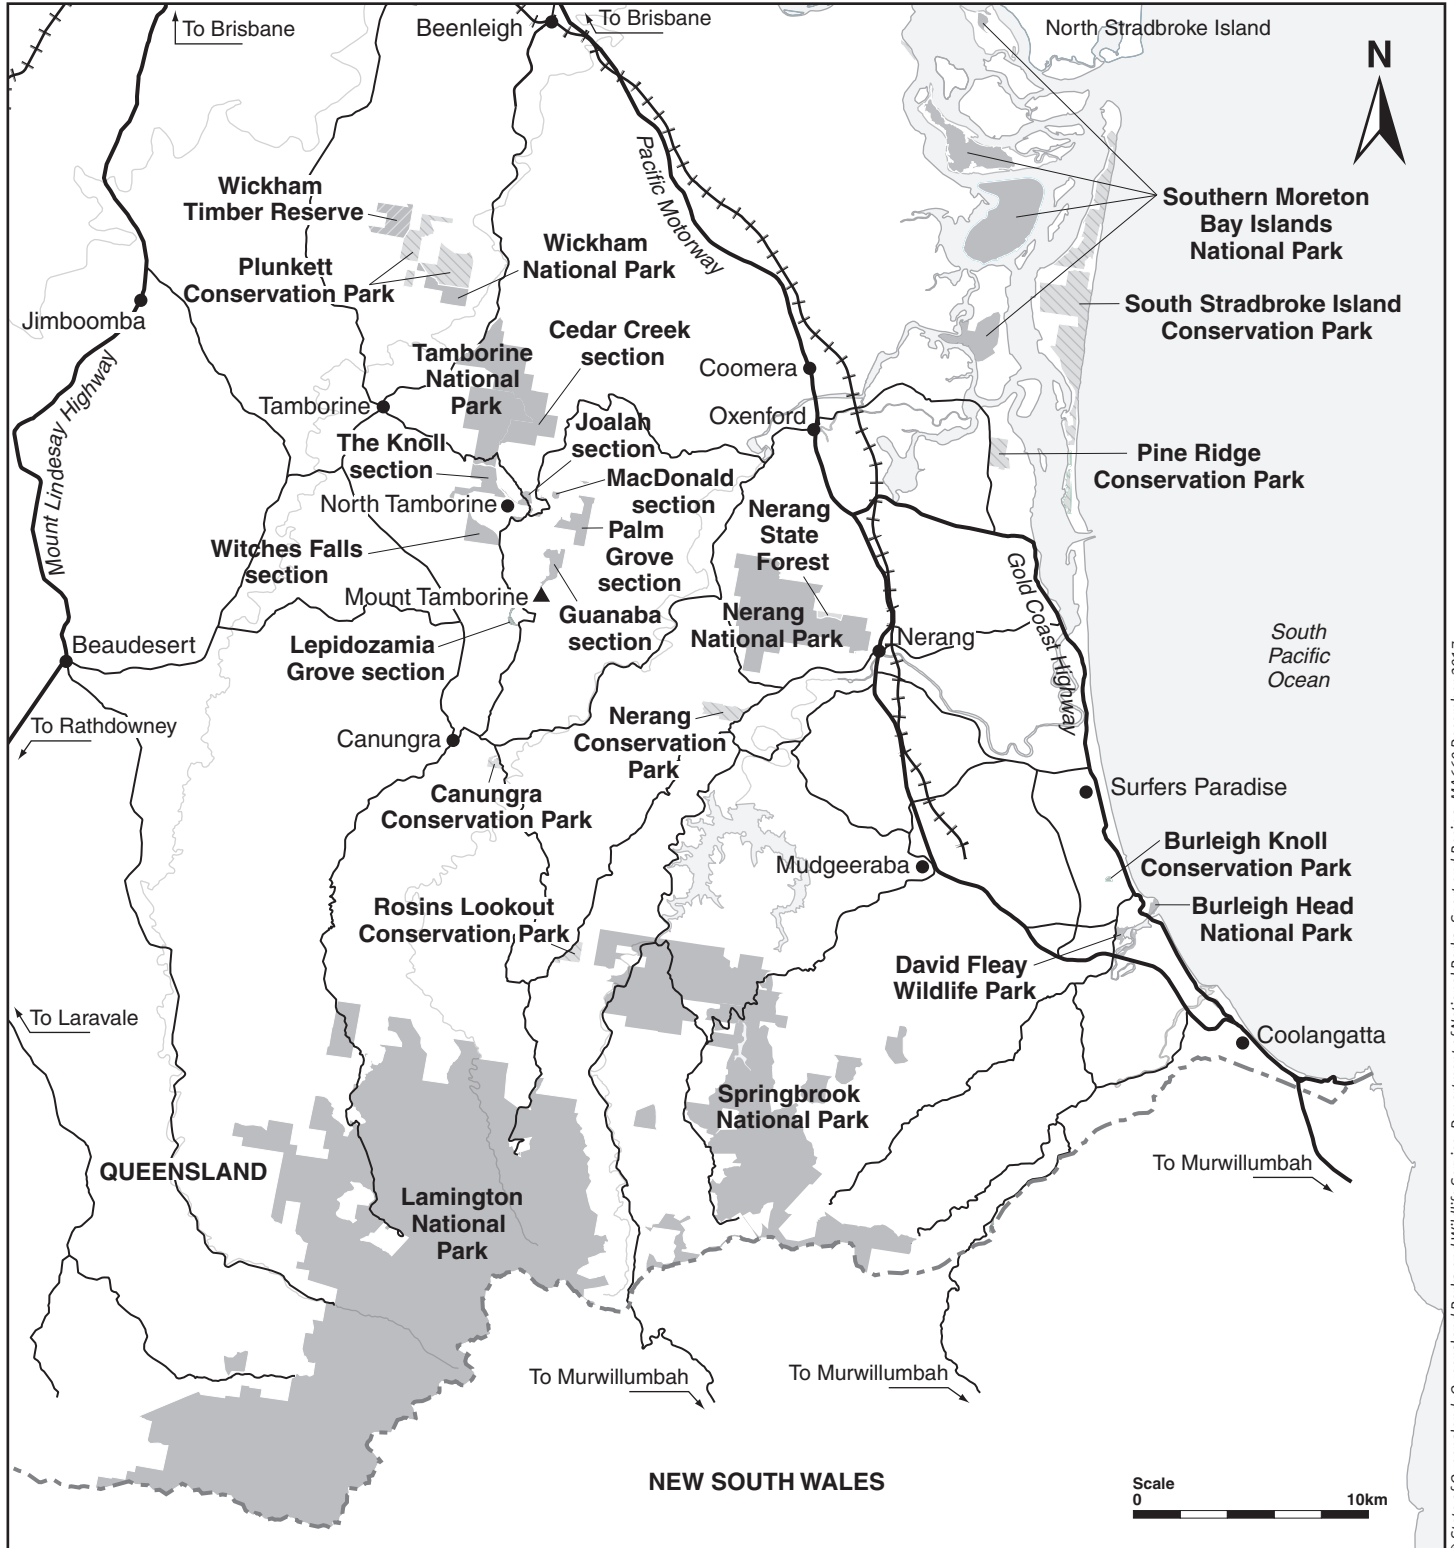 To Brisbane
Beenleigh
To Brisbane
North Stradbroke Island
N
Pacific Motorway
Wickham
Timber Reserve
Wickham
National Park
Plunkett
Conservation Park
Southern Moreton
Bay Islands
National Park
Jimboomba
South Stradbroke Island
Conservation Park
Cedar Creek
section
Tamborine
National
Park
Coomera
Mount Lindesay Highway
Tamborine
Oxenford
Joalah
section
The Knoll
section
Pine Ridge
Conservation Park
MacDonald
section
North Tamborine
Nerang
State
Forest
Palm
Grove
section
Witches Falls
section
Gold Coast Highway
Mount Tamborine
Guanaba
section
Nerang
National Park
Nerang
South
Pacific
Ocean
Beaudesert
Lepidozamia
Grove section
To Rathdowney
Canungra
Nerang
Conservation
Park
Canungra
Conservation Park
Surfers Paradise
Mudgeeraba
Burleigh Knoll
Conservation Park
Rosins Lookout
Conservation Park
Burleigh Head
National Park
David Fleay
Wildlife Park
To Laravale
Coolangatta
Springbrook
National Park
QUEENSLAND
To Murwillumbah
Lamington
National
Park
To Murwillumbah
To Murwillumbah
NEW SOUTH WALES
Scale
0 10km